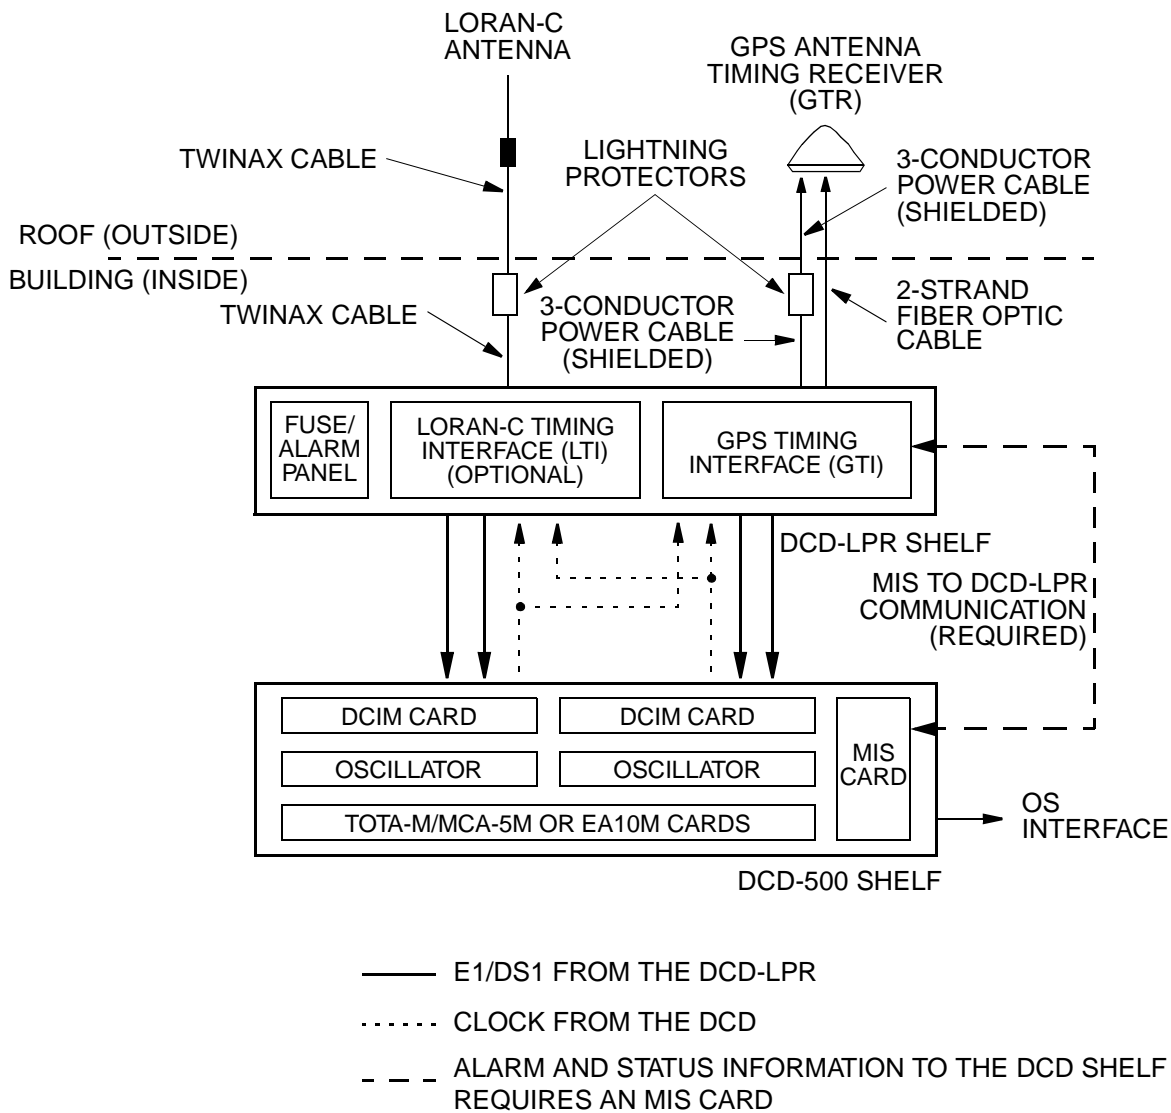 LORAN-C
ANTENNA
GPS ANTENNA
TIMING RECEIVER
(GTR)
TWINAX CABLE
LIGHTNING
PROTECTORS
3-CONDUCTOR
POWER CABLE
(SHIELDED)
ROOF (OUTSIDE)
BUILDING (INSIDE)
TWINAX CABLE
3-CONDUCTOR
POWER CABLE
(SHIELDED)
2-STRAND
FIBER OPTIC
CABLE
FUSE/
ALARM
PANEL
LORAN-C TIMING
INTERFACE (LTI)
(OPTIONAL)
GPS TIMING
INTERFACE (GTI)
DCD-LPR SHELF
MIS TO DCD-LPR
COMMUNICATION
(REQUIRED)
DCIM CARD
DCIM CARD
OSCILLATOR
OSCILLATOR
MIS
CARD
TOTA-M/MCA-5M OR EA10M CARDS
OS
INTERFACE
DCD-500 SHELF
E1/DS1 FROM THE DCD-LPR
CLOCK FROM THE DCD
ALARM AND STATUS INFORMATION TO THE DCD SHELF
REQUIRES AN MIS CARD